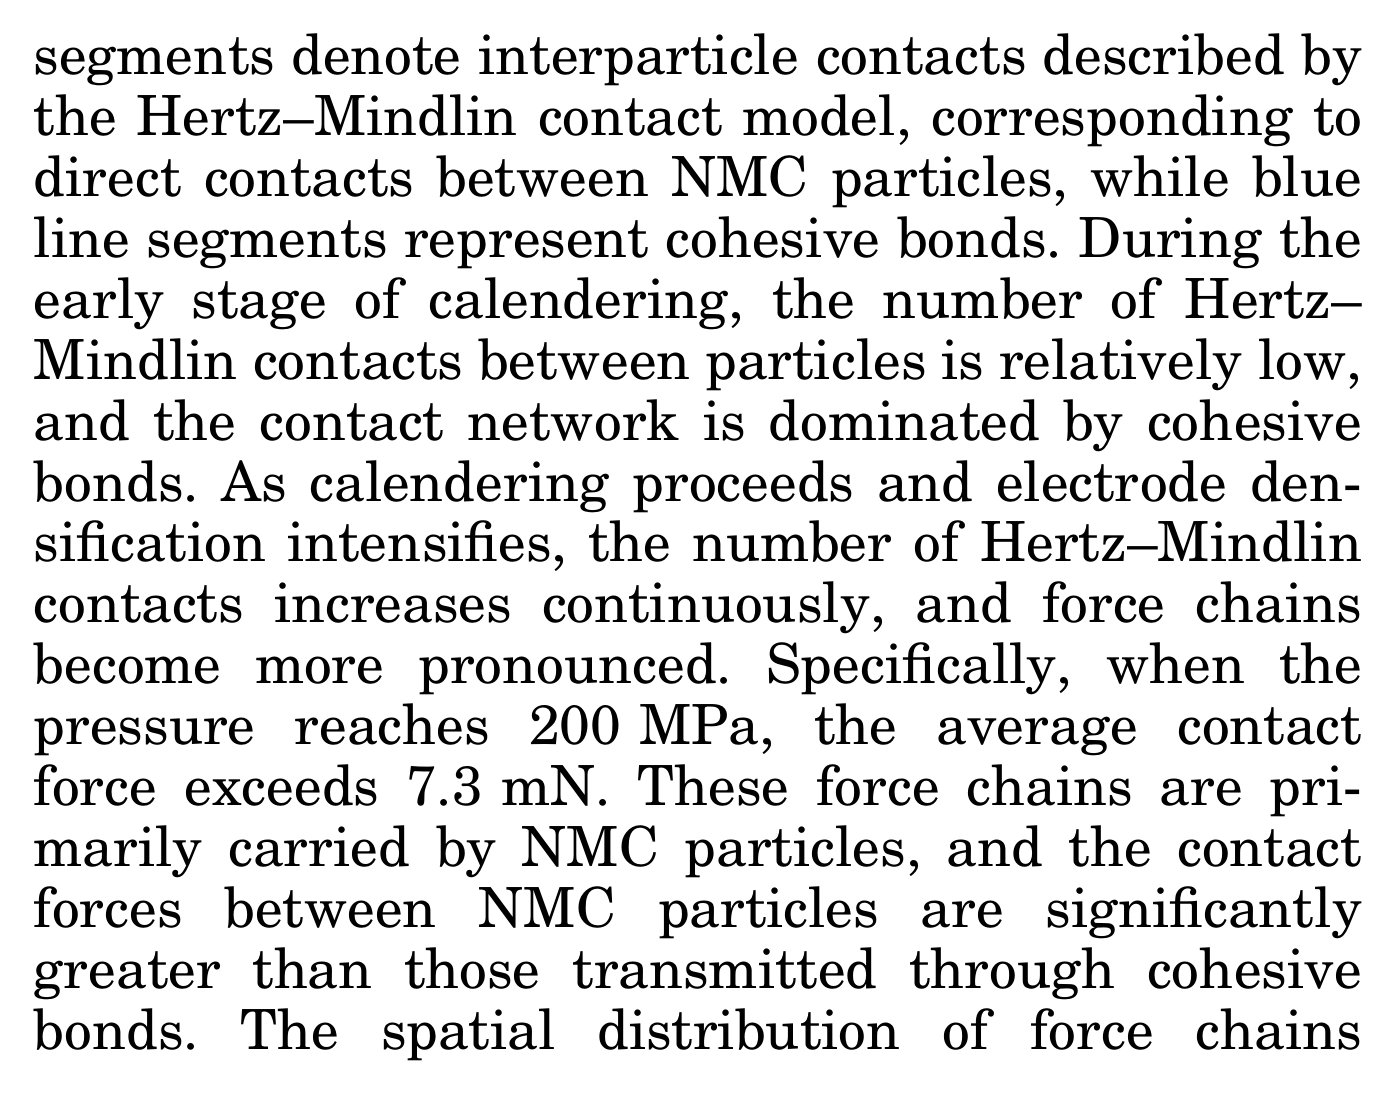 segments denote interparticle contacts described by
the Hertz–Mindlin contact model, corresponding to
direct contacts between NMC particles, while blue
line segments represent cohesive bonds. During the
early stage of calendering, the number of Hertz–
Mindlin contacts between particles is relatively low,
and the contact network is dominated by cohesive
bonds. As calendering proceeds and electrode den-
sification intensifies, the number of Hertz–Mindlin
contacts increases continuously, and force chains
become more pronounced. Specifically, when the
pressure reaches 200 MPa, the average contact
force exceeds 7.3 mN. These force chains are pri-
marily carried by NMC particles, and the contact
forces between NMC particles are significantly
greater than those transmitted through cohesive
bonds. The spatial distribution of force chains